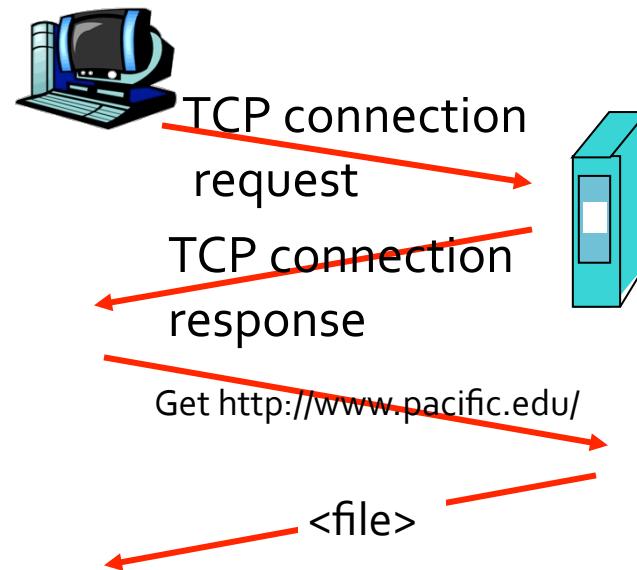 TCP connection
request
TCP connection
response
Get http://www.pacific.edu/
<file>